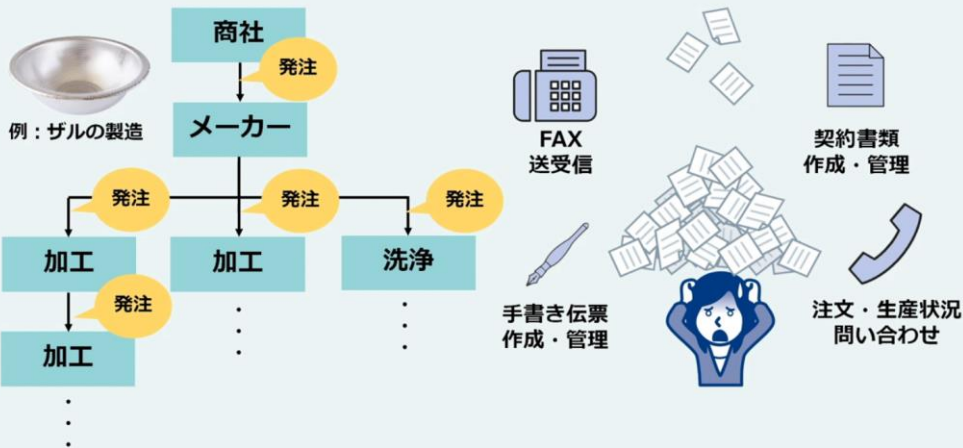 商社
発注
例：ザルの製造
メーカー
発注
発注
発注
加工
加工
洗浄
発注
加工
FAX
送受信
契約書類
作成・管理
手書き伝票
作成・管理
注文・生産状況
問い合わせ